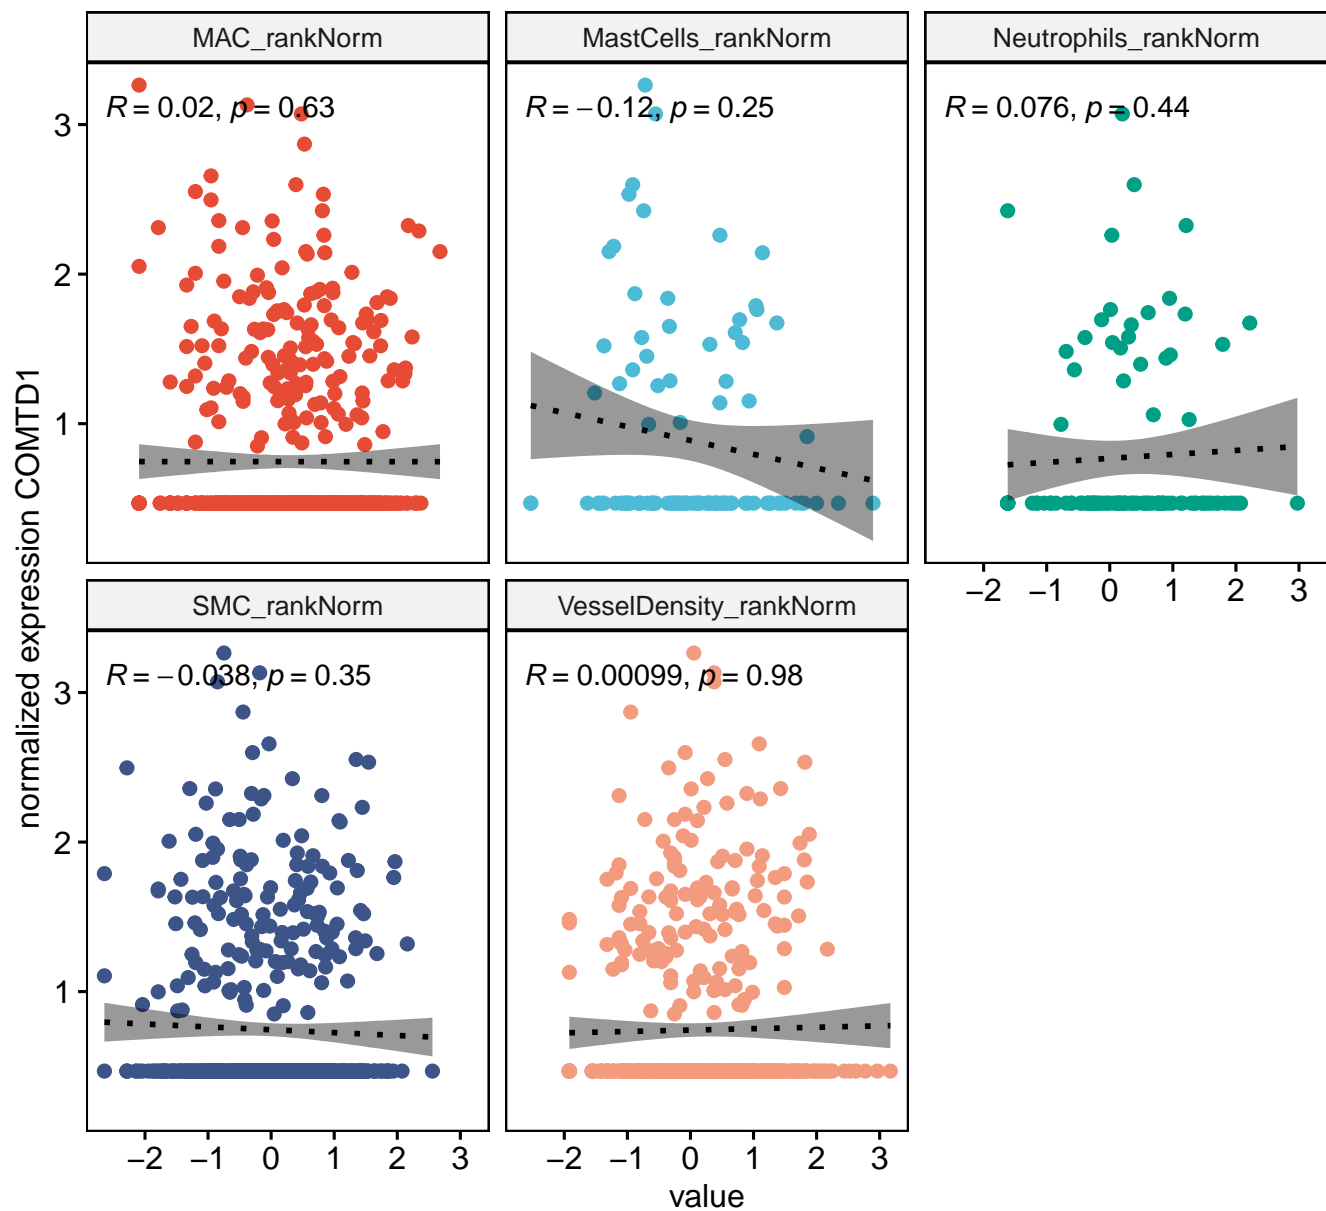 MAC_rankNorm
MastCells_rankNorm
Neutrophils_rankNorm
R = 0.02, p = 0.63
R = −0.12, p = 0.25
R = 0.076, p = 0.44
3
2
1
−2 −1 0 1 2 3
SMC_rankNorm
VesselDensity_rankNorm
R = −0.038, p = 0.35
R = 0.00099, p = 0.98
3
2
1
−2 −1 0 1 2 3
−2 −1 0 1 2 3
value
normalized expression COMTD1